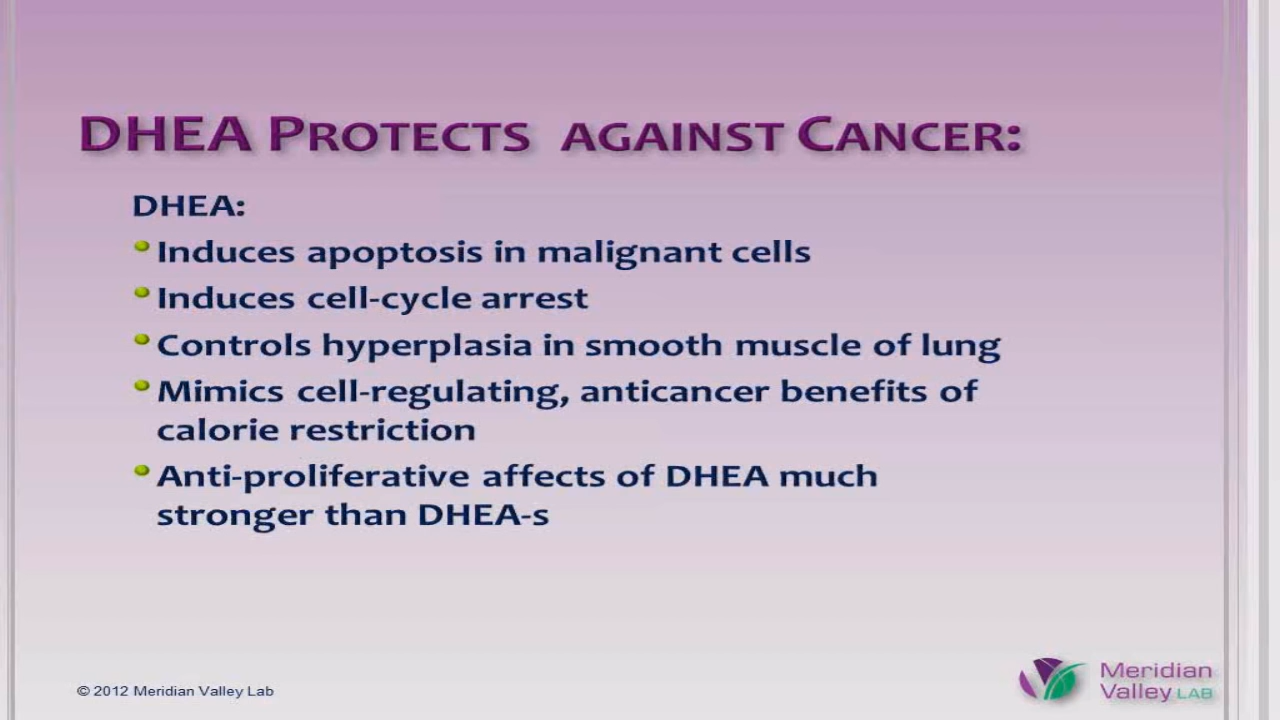 DHEA PROTECTS AGAINST CANCER:
DHEA:
• Induces apoptosis in malignant cells
• Induces cell-cycle arrest
• Controls hyperplasia in smooth muscle of lung
• Mimics cell-regulating, anticancer benefits of
calorie restriction
• Anti-proliferative affects of DHEA much
stronger than DHEA-s
© 2012 Meridian Valley Lab
Meridian
Valley LAB